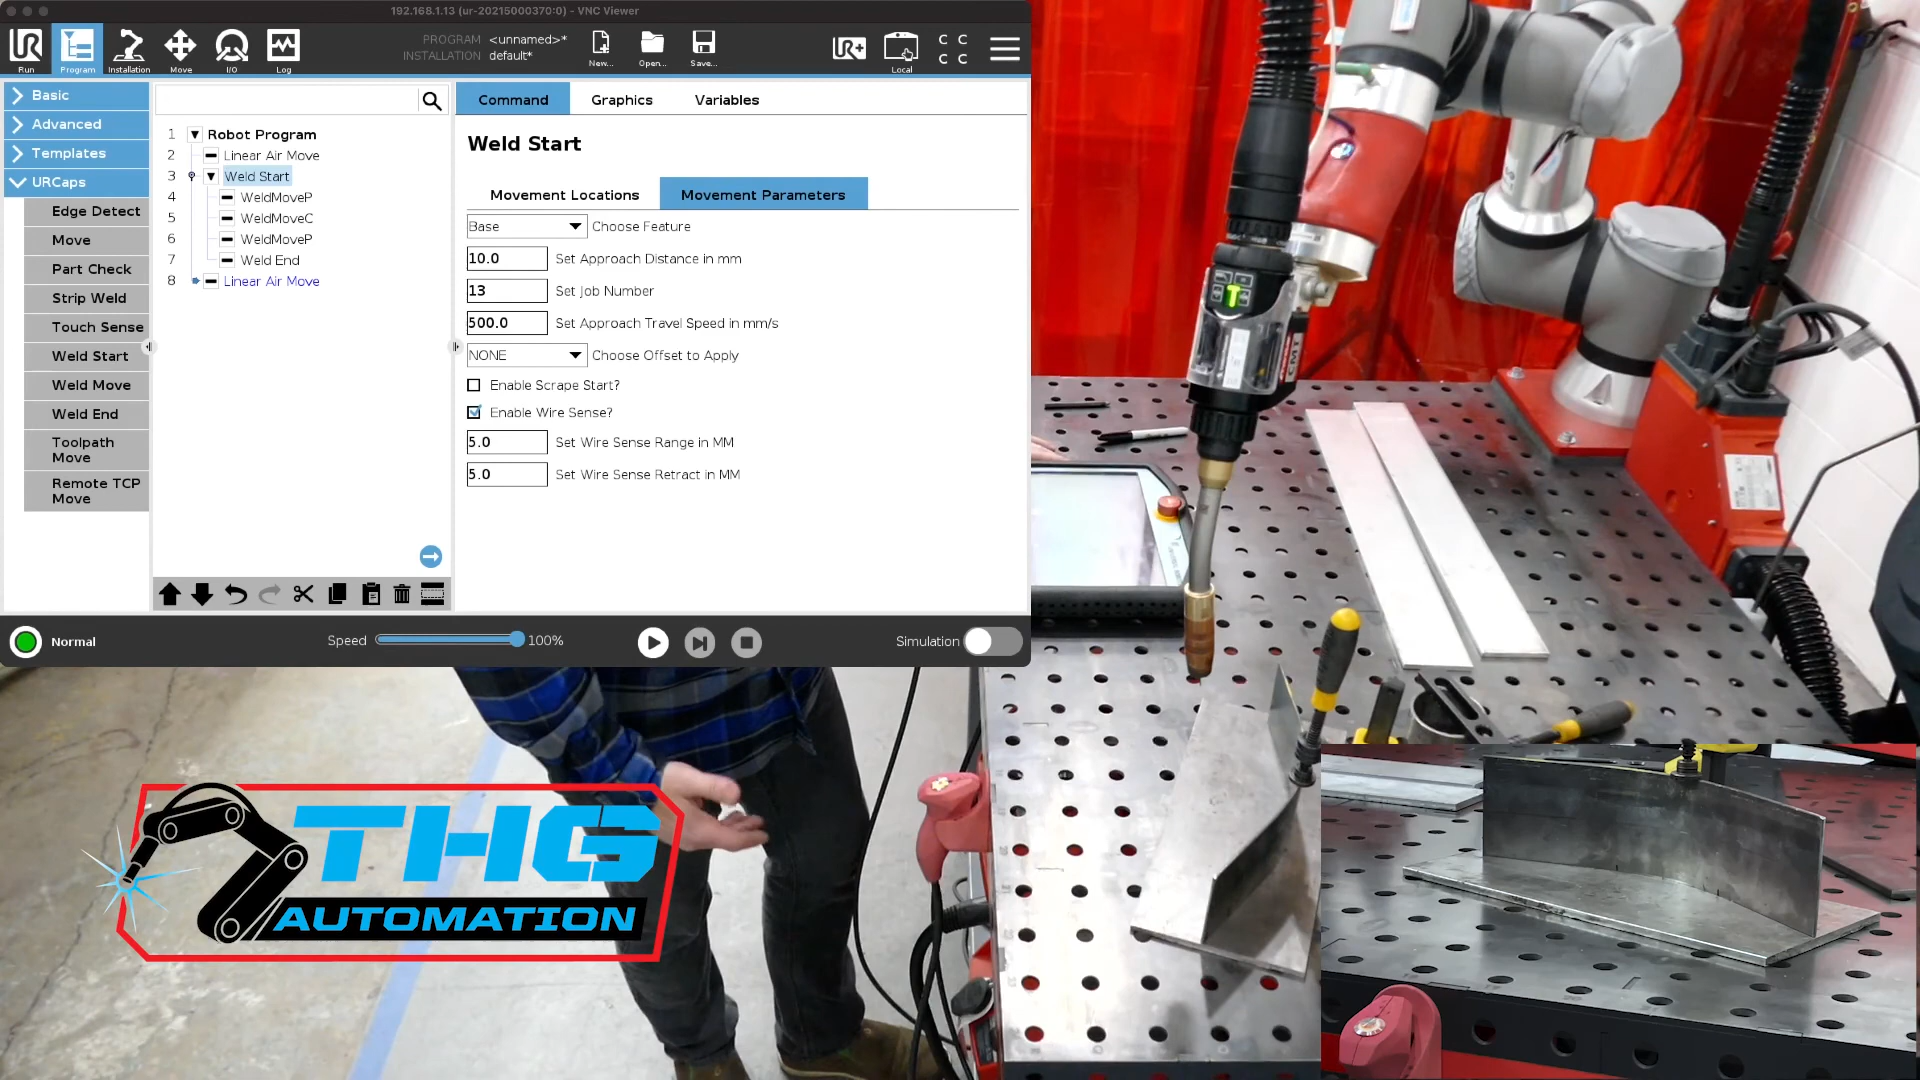 192.168.1.13 (ur-20215000370:0) - VNC Viewer
Run
Program
Installation
Move
I/O
Log
PROGRAM <unnamed>*
INSTALLATION default*
New...
Open...
Save...
UR+
Local
C C
C C
Basic
Advanced
Templates
URCaps
Edge Detect
Move
Part Check
Strip Weld
Touch Sense
Weld Start
Weld Move
Weld End
Toolpath
Move
Remote TCP
Move
1 Robot Program
2 Linear Air Move
3 Weld Start
4 WeldMoveP
5 WeldMoveC
6 WeldMoveP
7 Weld End
8 Linear Air Move
Command Graphics Variables
Weld Start
Movement Locations Movement Parameters
Base Choose Feature
10.0 Set Approach Distance in mm
13 Set Job Number
500.0 Set Approach Travel Speed in mm/s
NONE Choose Offset to Apply
Enable Scrape Start?
Enable Wire Sense?
5.0 Set Wire Sense Range in MM
5.0 Set Wire Sense Retract in MM
Normal
Speed 100%
Simulation
CMT
THG
AUTOMATION